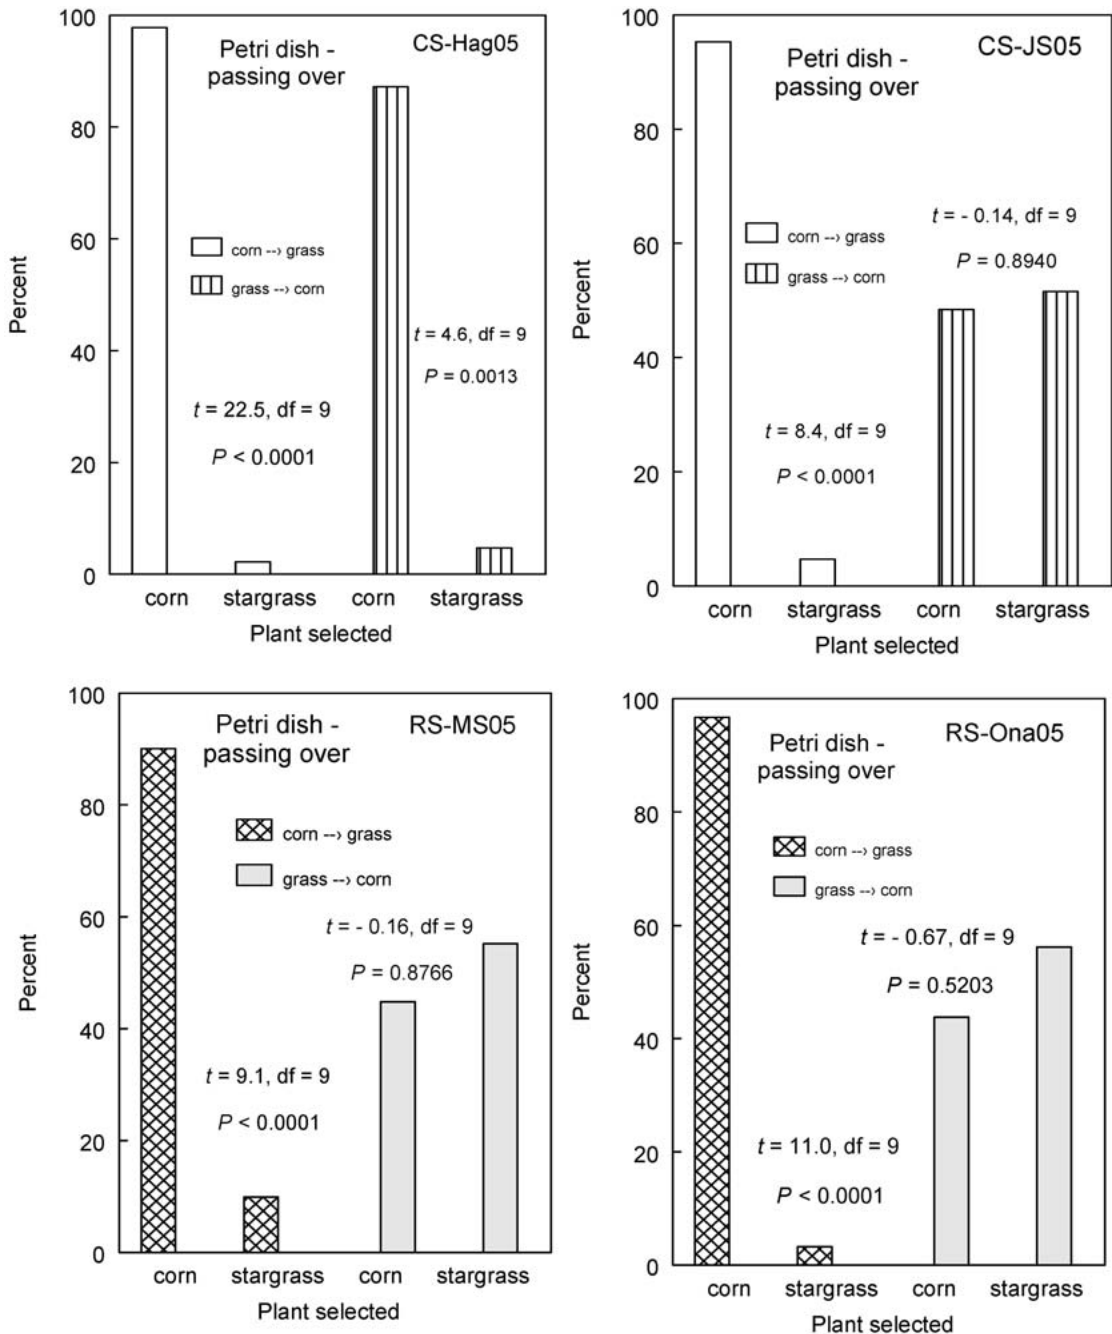 100
80
60
40
20
0
Percent
Petri dish -
passing over
CS-Hag05
corn --› grass
grass --› corn
t = 22.5, df = 9
P < 0.0001
t = 4.6, df = 9
P = 0.0013
corn stargrass corn stargrass
Plant selected
100
80
60
40
20
0
Percent
Petri dish -
passing over
CS-JS05
corn --› grass
grass --› corn
t = 8.4, df = 9
P < 0.0001
t = - 0.14, df = 9
P = 0.8940
corn stargrass corn stargrass
Plant selected
100
80
60
40
20
0
Percent
Petri dish -
passing over
RS-MS05
corn --› grass
grass --› corn
t = 9.1, df = 9
P < 0.0001
t = - 0.16, df = 9
P = 0.8766
corn stargrass corn stargrass
Plant selected
100
80
60
40
20
0
Percent
Petri dish -
passing over
RS-Ona05
corn --› grass
grass --› corn
t = 11.0, df = 9
P < 0.0001
t = - 0.67, df = 9
P = 0.5203
corn stargrass corn stargrass
Plant selected